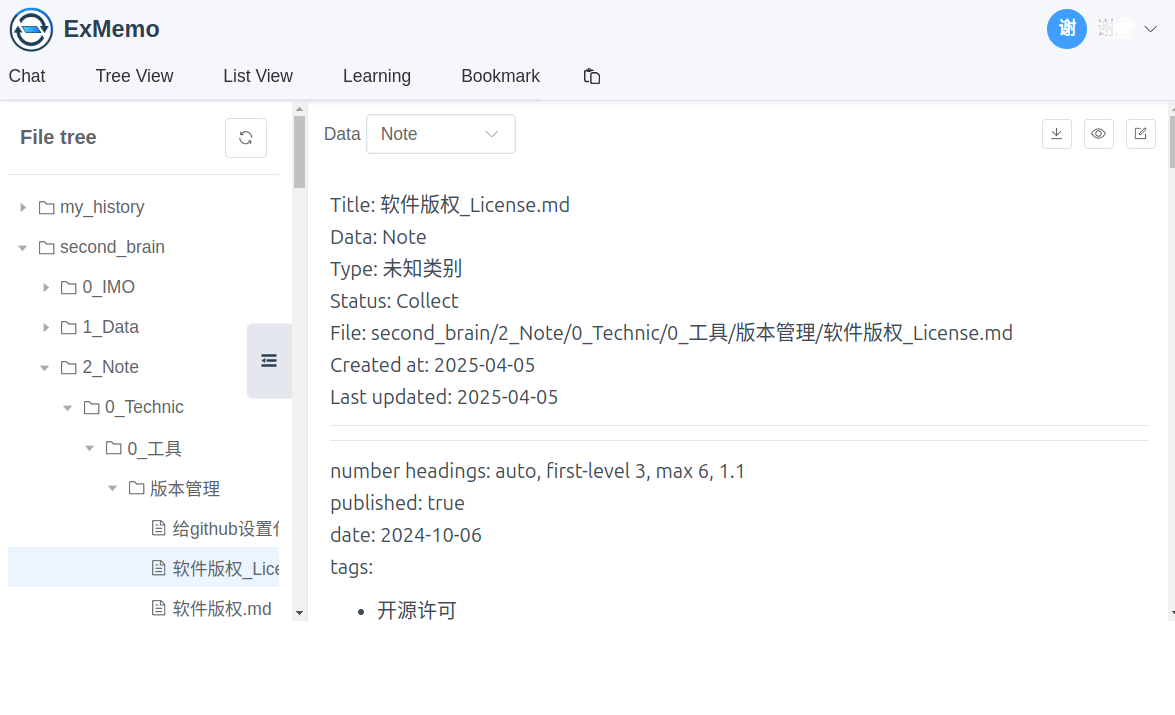 ExMemo
谢
谢
Chat Tree View List View Learning Bookmark
File tree
my_history
second_brain
0_IMO
1_Data
2_Note
0_Technic
0_工具
版本管理
给github设置
软件版权_Lice
软件版权.md
Data Note
Title: 软件版权_License.md
Data: Note
Type: 未知类别
Status: Collect
File: second_brain/2_Note/0_Technic/0_工具/版本管理/软件版权_License.md
Created at: 2025-04-05
Last updated: 2025-04-05
number headings: auto, first-level 3, max 6, 1.1
published: true
date: 2024-10-06
tags:
• 开源许可